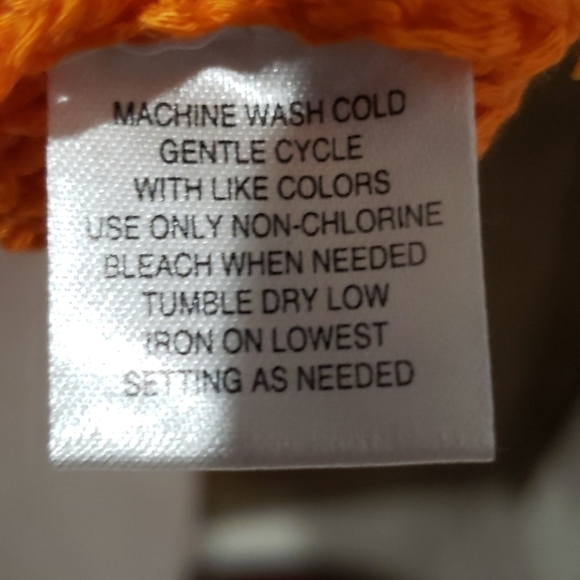 MACHINE WASH COLD
GENTLE CYCLE
WITH LIKE COLORS
USE ONLY NON-CHLORINE
BLEACH WHEN NEEDED
TUMBLE DRY LOW
IRON ON LOWEST
SETTING AS NEEDED